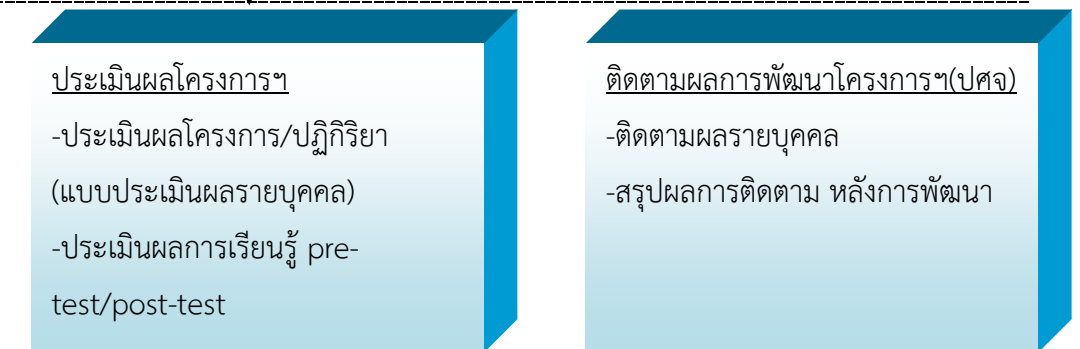 ประเมินผลโครงการฯ
-ประเมินผลโครงการ/ปฏิกิริยา
(แบบประเมินผลรายบุคคล)
-ประเมินผลการเรียนรู้ pre-
test/post-test
ติดตามผลการพัฒนาโครงการฯ(ปศจ)
-ติดตามผลรายบุคคล
-สรุปผลการติดตาม หลังการพัฒนา